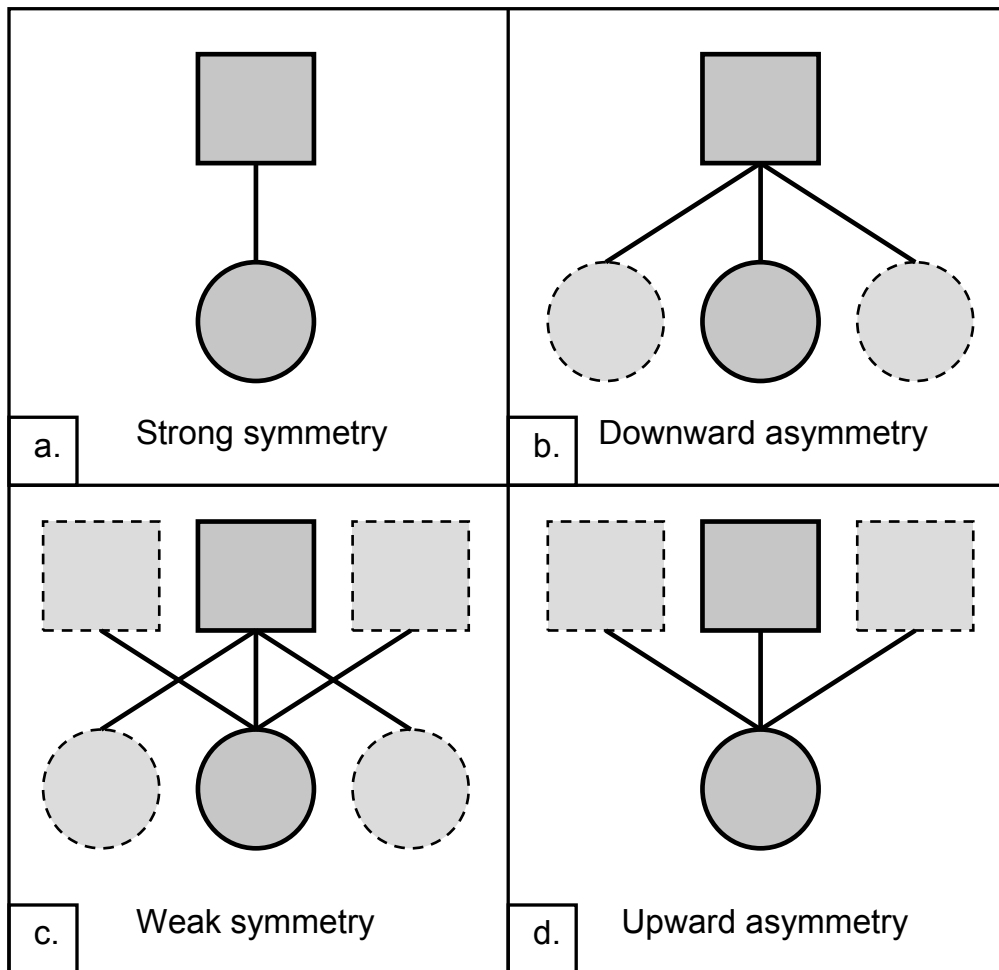 a.
Strong symmetry
b.
Downward asymmetry
c.
Weak symmetry
d.
Upward asymmetry